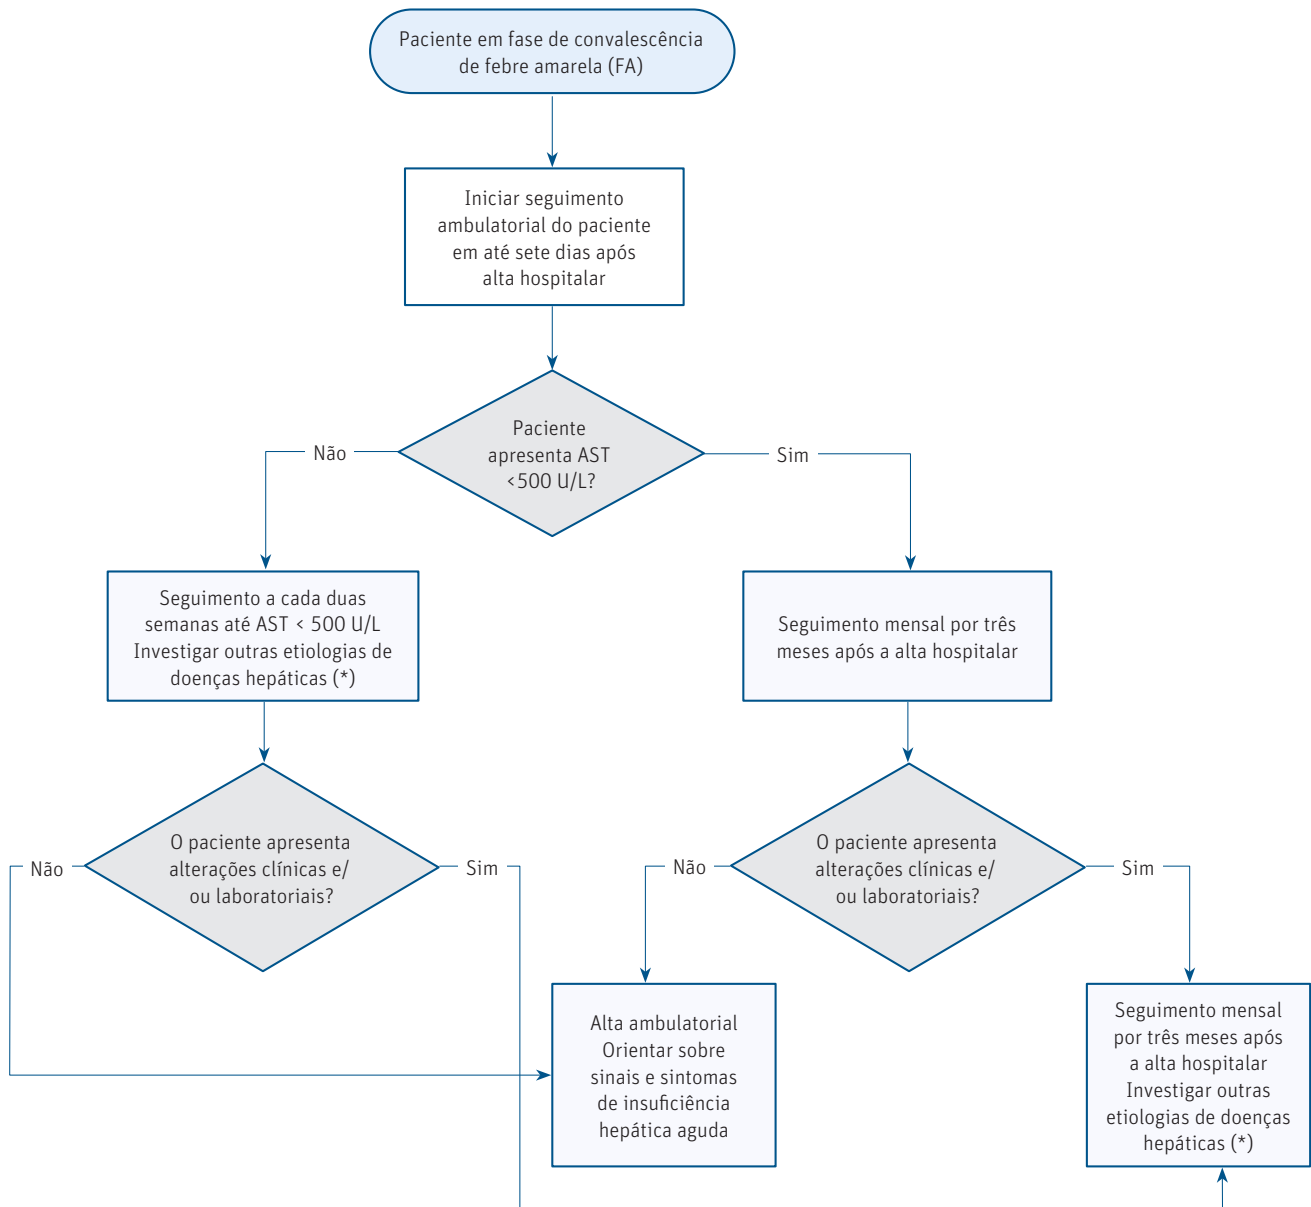 Paciente em fase de convalescência
de febre amarela (FA)
Iniciar seguimento
ambulatorial do paciente
em até sete dias após
alta hospitalar
Paciente
apresenta AST
<500 U/L?
Não
Sim
Seguimento a cada duas
semanas até AST < 500 U/L
Investigar outras etiologias de
doenças hepáticas (*)
Seguimento mensal por três
meses após a alta hospitalar
O paciente apresenta
alterações clínicas e/
ou laboratoriais?
Não
Sim
O paciente apresenta
alterações clínicas e/
ou laboratoriais?
Não
Sim
Alta ambulatorial
Orientar sobre
sinais e sintomas
de insuficiência
hepática aguda
Seguimento mensal
por três meses após
a alta hospitalar
Investigar outras
etiologias de doenças
hepáticas (*)